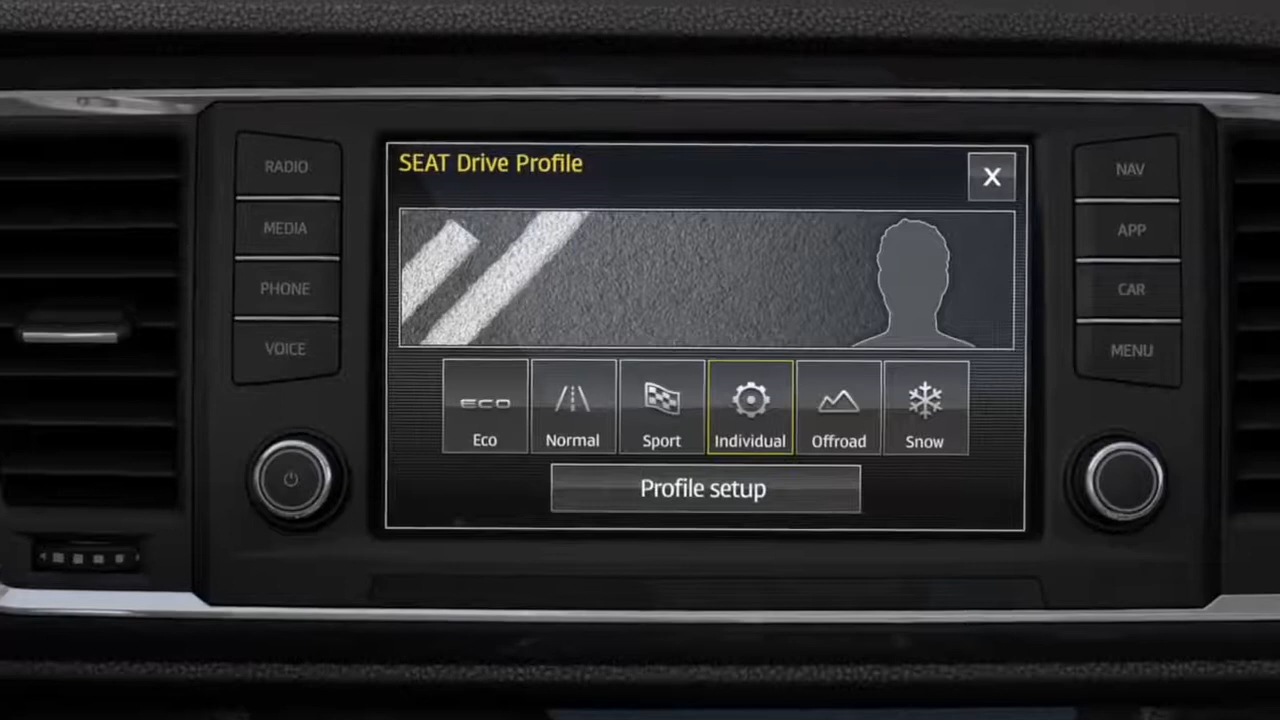 SEAT Drive Profile
X
RADIO
MEDIA
PHONE
VOICE
NAV
APP
CAR
MENU
ECO
Eco
Normal
Sport
Individual
Offroad
Snow
Profile setup